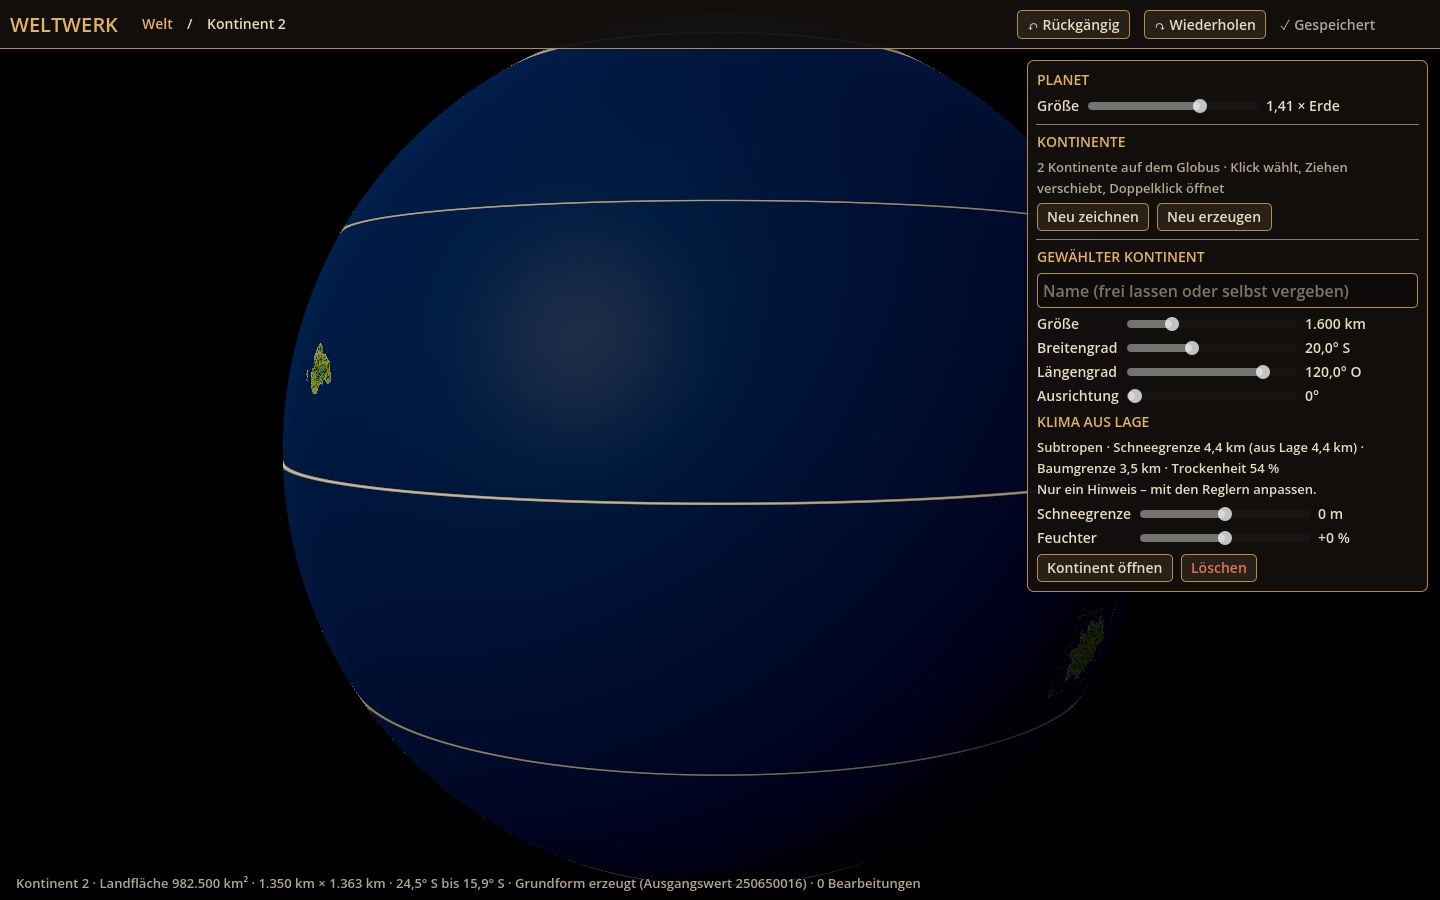 WELTWERK Welt / Kontinent 2 Rückgängig Wiederholen ✓ Gespeichert
PLANET
Größe 1,41 × Erde
KONTINENTE
2 Kontinente auf dem Globus · Klick wählt, Ziehen
verschiebt, Doppelklick öffnet
Neu zeichnen Neu erzeugen
GEWÄHLTER KONTINENT
Name (frei lassen oder selbst vergeben)
Größe 1.600 km
Breitengrad 20,0° S
Längengrad 120,0° O
Ausrichtung 0°
KLIMA AUS LAGE
Subtropen · Schneegrenze 4,4 km (aus Lage 4,4 km) ·
Baumgrenze 3,5 km · Trockenheit 54 %
Nur ein Hinweis – mit den Reglern anpassen.
Schneegrenze 0 m
Feuchter +0 %
Kontinent öffnen Löschen
Kontinent 2 · Landfläche 982.500 km² · 1.350 km × 1.363 km · 24,5° S bis 15,9° S · Grundform erzeugt (Ausgangswert 250650016) · 0 Bearbeitungen